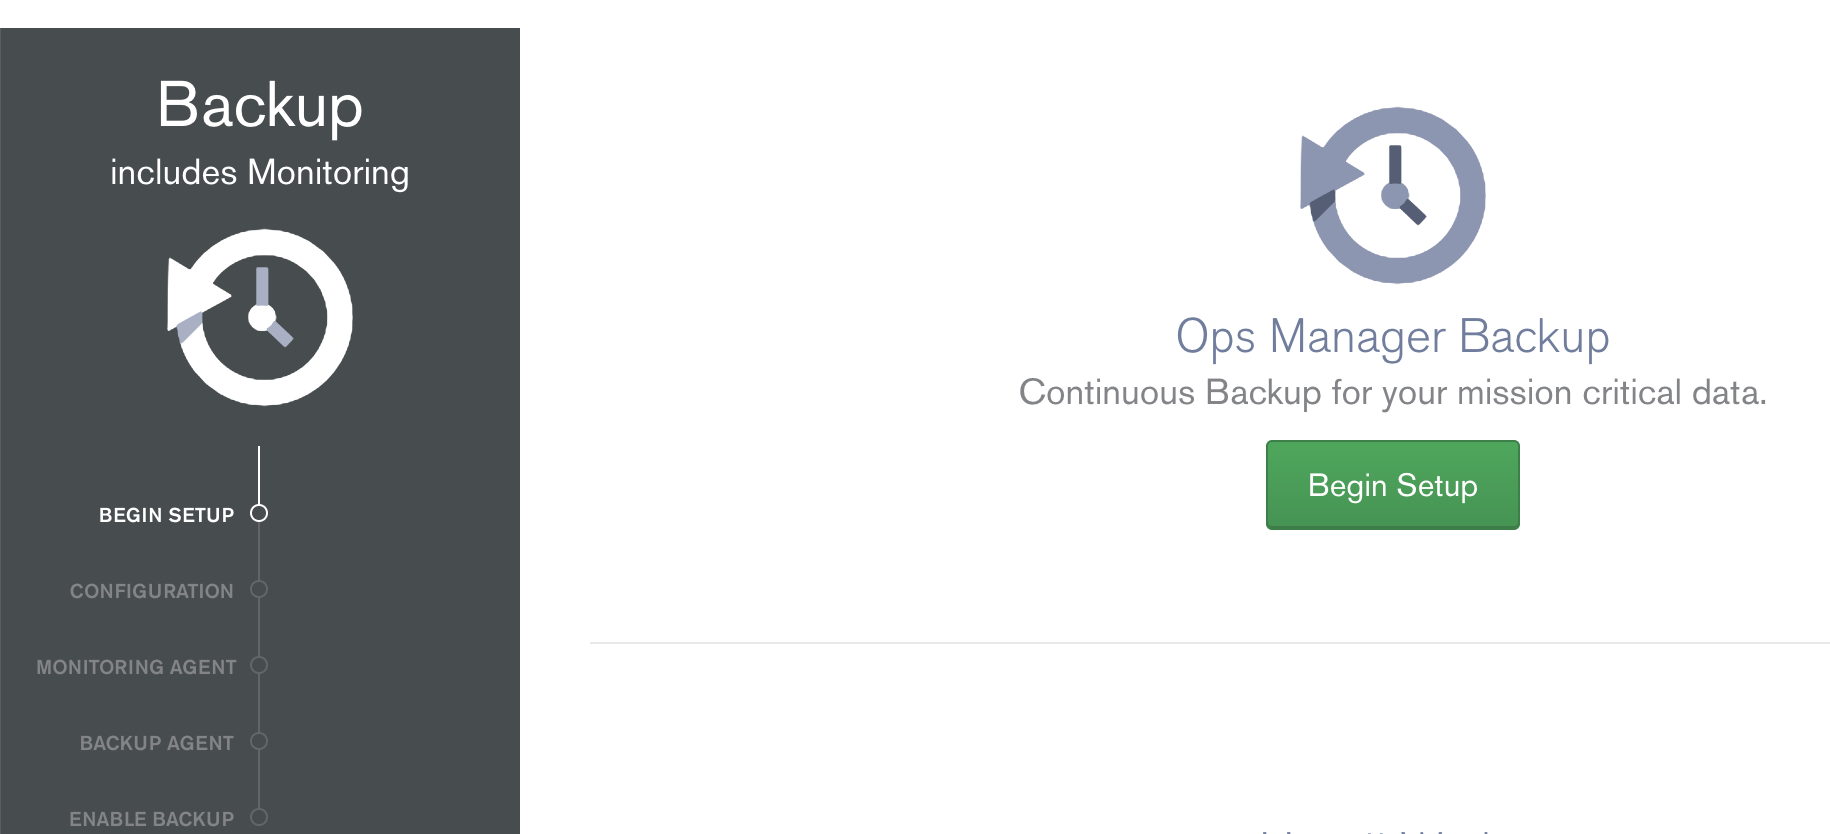 Backup
includes Monitoring
BEGIN SETUP
CONFIGURATION
MONITORING AGENT
BACKUP AGENT
ENABLE BACKUP
Ops Manager Backup
Continuous Backup for your mission critical data.
Begin Setup